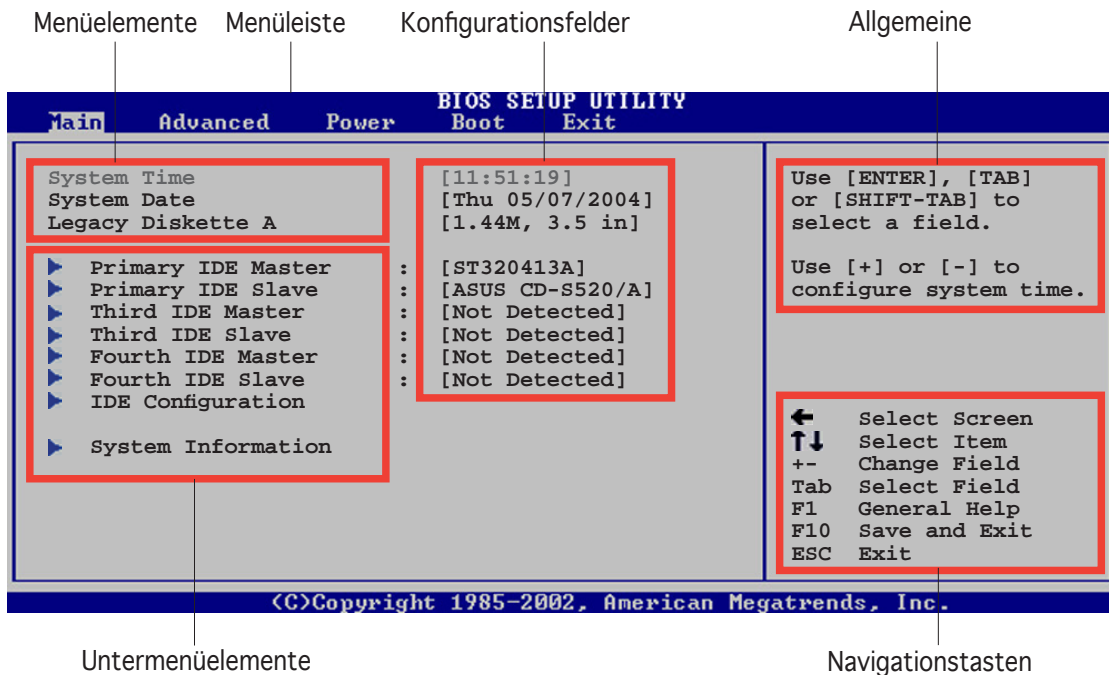 Menüelemente Menüleiste Konfigurationsfelder Allgemeine
BIOS SETUP UTILITY
Main Advanced Power Boot Exit
System Time [11:51:19]
System Date [Thu 05/07/2004]
Legacy Diskette A [1.44M, 3.5 in]
Primary IDE Master : [ST320413A]
Primary IDE Slave : [ASUS CD-S520/A]
Third IDE Master : [Not Detected]
Third IDE Slave : [Not Detected]
Fourth IDE Master : [Not Detected]
Fourth IDE Slave : [Not Detected]
IDE Configuration
System Information
Use [ENTER], [TAB]
or [SHIFT-TAB] to
select a field.
Use [+] or [-] to
configure system time.
← Select Screen
↑↓ Select Item
+- Change Field
Tab Select Field
F1 General Help
F10 Save and Exit
ESC Exit
(C)Copyright 1985-2002, American Megatrends, Inc.
Untermenüelemente Navigationstasten